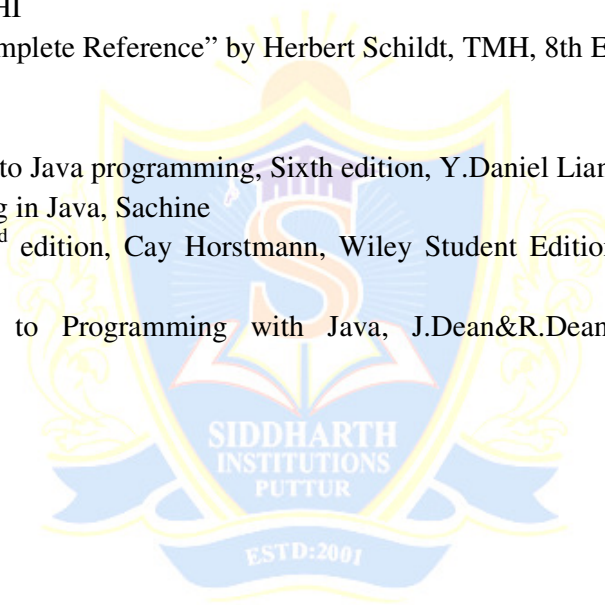 HI
mplete Reference” by Herbert Schildt, TMH, 8th E
to Java programming, Sixth edition, Y.Daniel Lian
g in Java, Sachine
d edition, Cay Horstmann, Wiley Student Edition
to Programming with Java, J.Dean&R.Dean
SIDDHARTH
INSTITUTIONS
PUTTUR
ESTD:2001